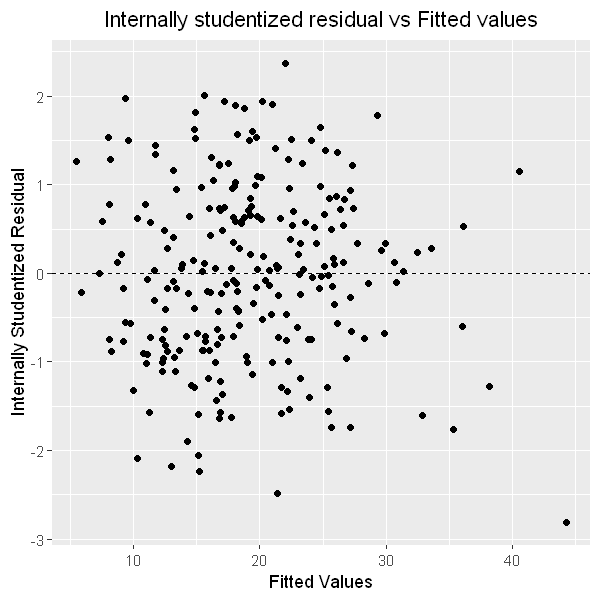 Internally studentized residual vs Fitted values
Internally Studentized Residual
2
1
0
-1
-2
-3
10 20 30 40
Fitted Values